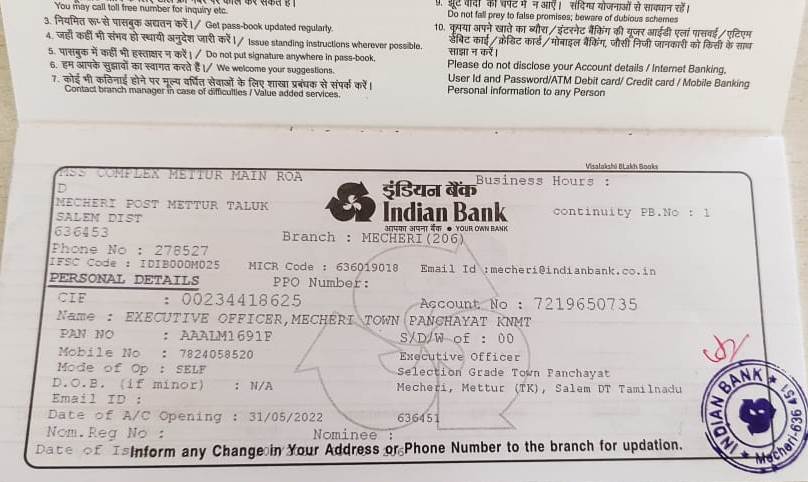 You may call toll free number for inquiry etc.
3. नियमित रूप से पासबुक अद्यतन करें।/ Get pass-book updated regularly.
4. जहाँ कहीं भी संभव हो स्थायी अनुदेश जारी करें।/ Issue standing instructions wherever possible.
5. पासबुक में कहीं भी हस्ताक्षर न करें।/ Do not put signature anywhere in pass-book.
6. हम आपके सुझावों का स्वागत करते हैं।/ We welcome your suggestions.
7. कोई भी कठिनाई होने पर मूल्य वर्धित सेवाओं के लिए शाखा प्रबंधक से संपर्क करें।
Contact branch manager in case of difficulties / Value added services.
9. झूठे वादों की चपेट में न आएँ। संदिग्ध योजनाओं से सावधान रहें।
Do not fall prey to false promises; beware of dubious schemes
10. कृपया अपने खाते का ब्यौरा/इंटरनेट बैंकिंग की यूजर आईडी एलां पासवर्ड/एटिएम
डेबिट कार्ड/क्रेडिट कार्ड/मोबाइल बैंकिंग, जौसी निजी जानकारी को किसी के साथ
साझा न करें।
Please do not disclose your Account details / Internet Banking,
User Id and Password/ATM Debit card/ Credit card / Mobile Banking
Personal information to any Person
Visalakshi 8Lakh Books
MSS COMPLEX METTUR MAIN ROA
D
MECHERI POST METTUR TALUK
SALEM DIST
636453
Phone No : 278527
इंडियन बैंक
Indian Bank
आपका अपना बैंक ● YOUR OWN BANK
Business Hours :
continuity PB.No : 1
Branch : MECHERI(206)
IFSC Code : IDIB000M025 MICR Code : 636019018 Email Id :mecheri@indianbank.co.in
PERSONAL DETAILS PPO Number:
CIF : 00234418625 Account No : 7219650735
Name : EXECUTIVE OFFICER,MECHERI TOWN PANCHAYAT KNMT
PAN NO : AAALM1691F S/D/W of : 00
Mobile No : 7824058520 Executive Officer
Mode of Op : SELF Selection Grade Town Panchayat
D.O.B. (if minor) : N/A Mecheri, Mettur (TK), Salem DT Tamilnadu
Email ID :
Date of A/C Opening : 31/05/2022 636451
Nom.Reg No : Nominee :
Date of Is
Inform any Change in Your Address or Phone Number to the branch for updation.
INDIAN BANK ★ Mecheri-636 451 ★